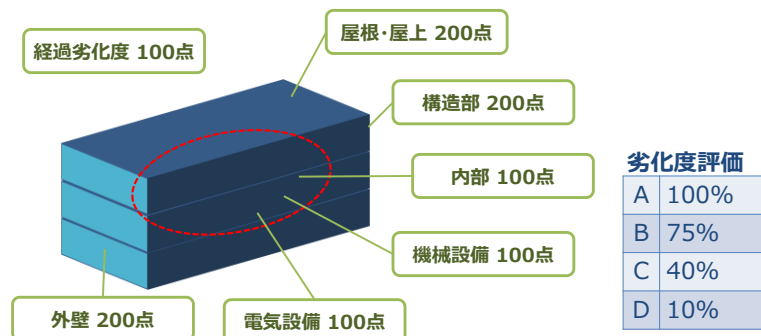 屋根・屋上 200点
経過劣化度 100点
構造部 200点
内部 100点
機械設備 100点
外壁 200点
電気設備 100点
劣化度評価
A 100%
B 75%
C 40%
D 10%